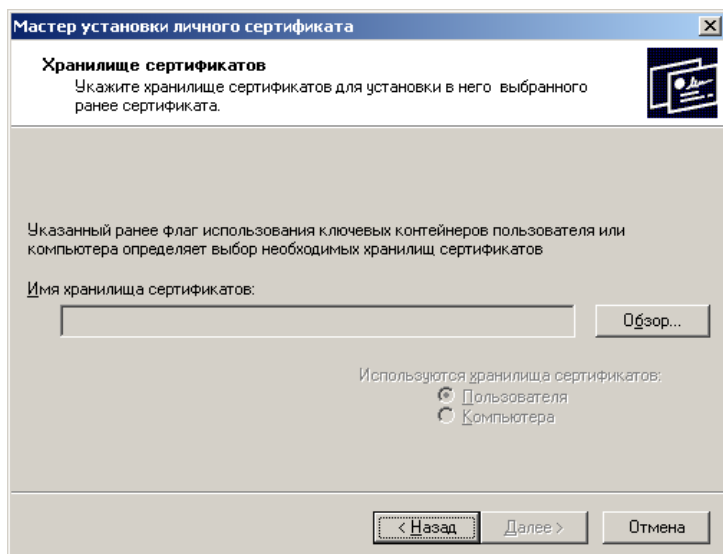 Мастер установки личного сертификата
Хранилище сертификатов
Укажите хранилище сертификатов для установки в него выбранного
ранее сертификата.
Указанный ранее флаг использования ключевых контейнеров пользователя или
компьютера определяет выбор необходимых хранилищ сертификатов
Имя хранилища сертификатов:
Обзор...
Используются хранилища сертификатов:
Пользователя
Компьютера
< Назад
Далее >
Отмена